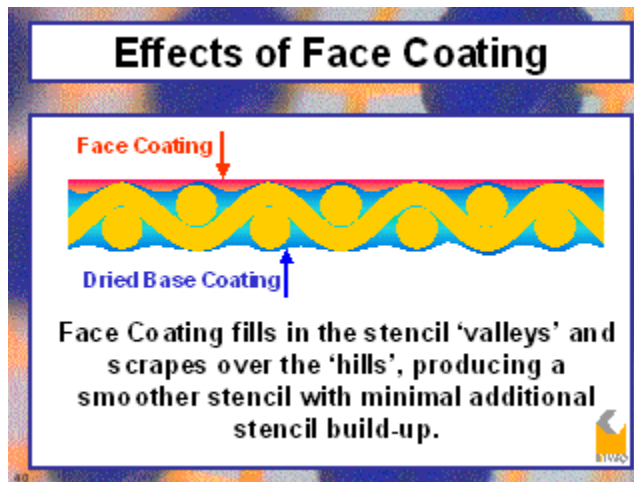 Effects of Face Coating
Face Coating
Dried Base Coating
Face Coating fills in the stencil ‘valleys’ and
scrapes over the ‘hills’, producing a
smoother stencil with minimal additional
stencil build-up.
40